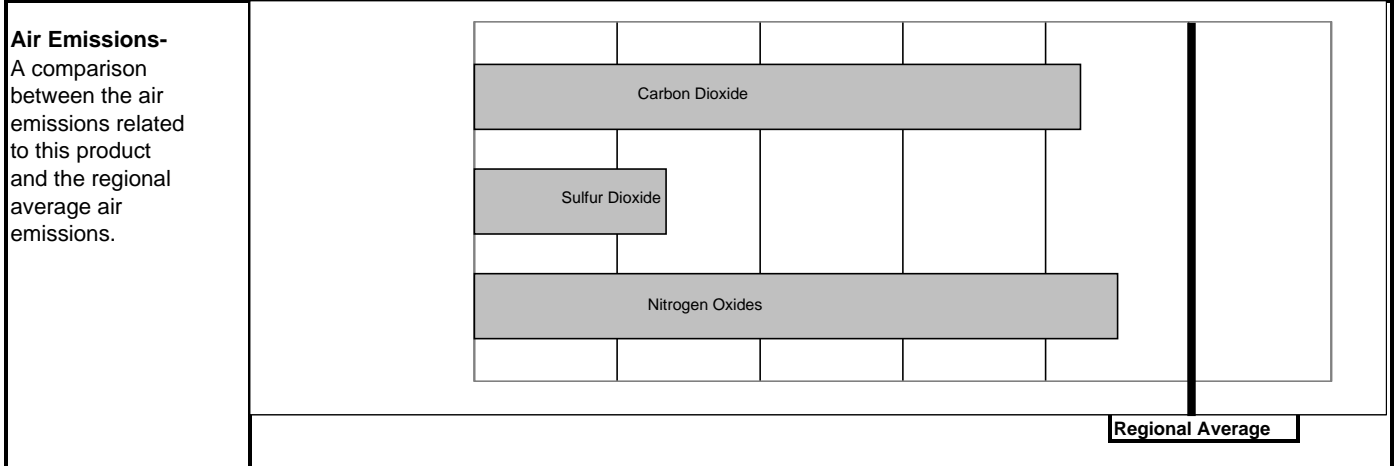 Air Emissions-
A comparison
between the air
emissions related
to this product
and the regional
average air
emissions.
Carbon Dioxide
Sulfur Dioxide
Nitrogen Oxides
Regional Average